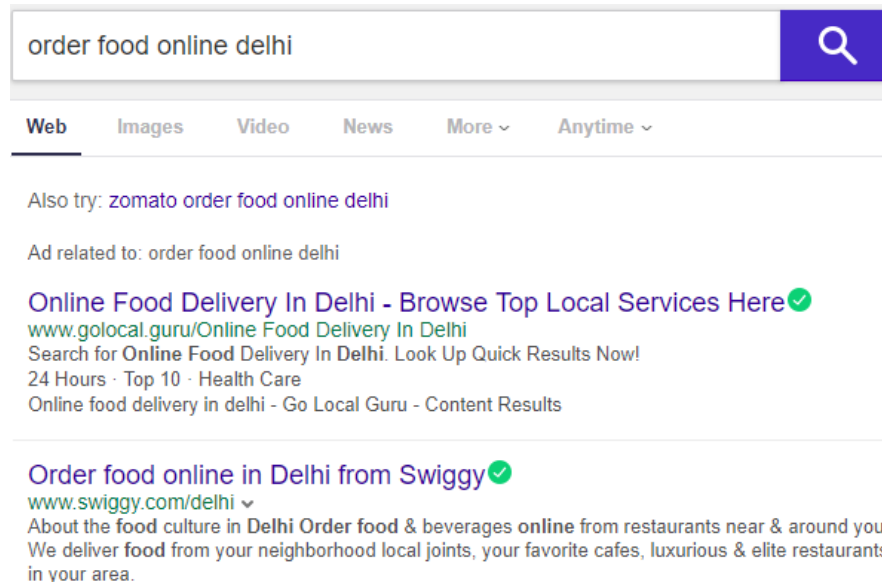 order food online delhi
Web Images Video News More Anytime
Also try: zomato order food online delhi
Ad related to: order food online delhi
Online Food Delivery In Delhi - Browse Top Local Services Here
www.golocal.guru/Online Food Delivery In Delhi
Search for Online Food Delivery In Delhi. Look Up Quick Results Now!
24 Hours · Top 10 · Health Care
Online food delivery in delhi - Go Local Guru - Content Results
Order food online in Delhi from Swiggy
www.swiggy.com/delhi
About the food culture in Delhi Order food & beverages online from restaurants near & around you
We deliver food from your neighborhood local joints, your favorite cafes, luxurious & elite restaurants
in your area.